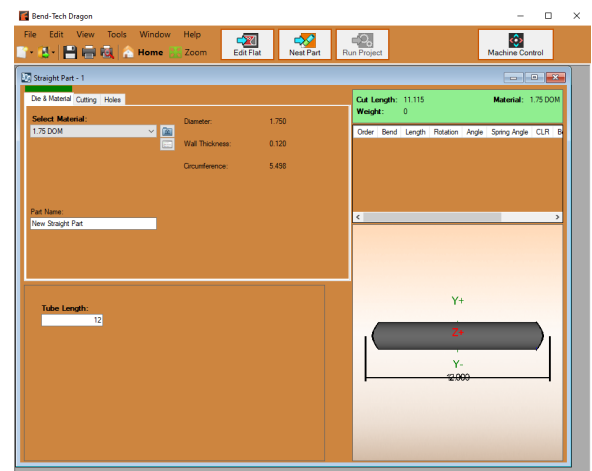 Bend-Tech Dragon
File Edit View Tools Window Help
Home Zoom Edit Flat Nest Part Run Project Machine Control
Straight Part - 1
Die & Material Cutting Holes
Select Material:
1.75 DOM
Diameter: 1.750
Wall Thickness: 0.120
Circumference: 5.498
Part Name:
New Straight Part
Tube Length:
12
Cut Length: 11.115 Material: 1.75 DOM
Weight: 0
Order Bend Length Rotation Angle Spring Angle CLR B
Y+
Z+
Y-
12.000